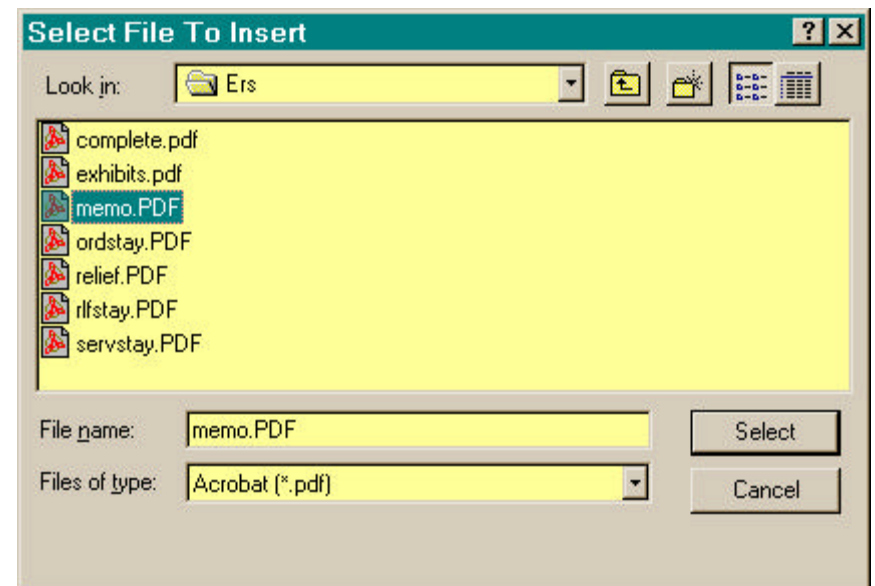 Select File To Insert
Look in: Ers
complete.pdf
exhibits.pdf
memo.PDF
ordstay.PDF
relief.PDF
rlfstay.PDF
servstay.PDF
File name: memo.PDF Select
Files of type: Acrobat (*.pdf) Cancel